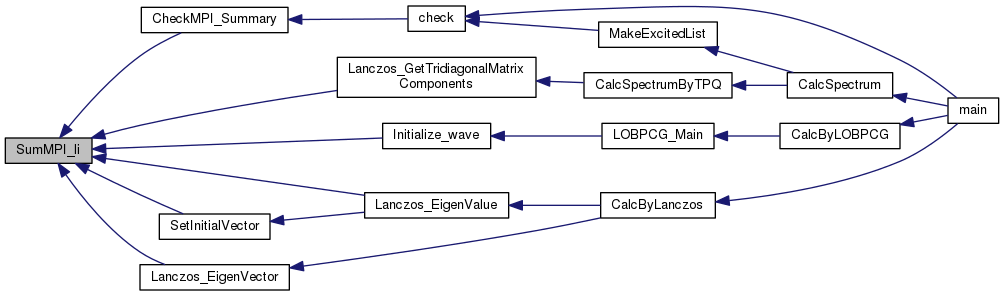 CheckMPI_Summary
check
MakeExcitedList
Lanczos_GetTridiagonalMatrix
Components
CalcSpectrumByTPQ
CalcSpectrum
main
SumMPI_li
Initialize_wave
LOBPCG_Main
CalcByLOBPCG
Lanczos_EigenValue
CalcByLanczos
SetInitialVector
Lanczos_EigenVector